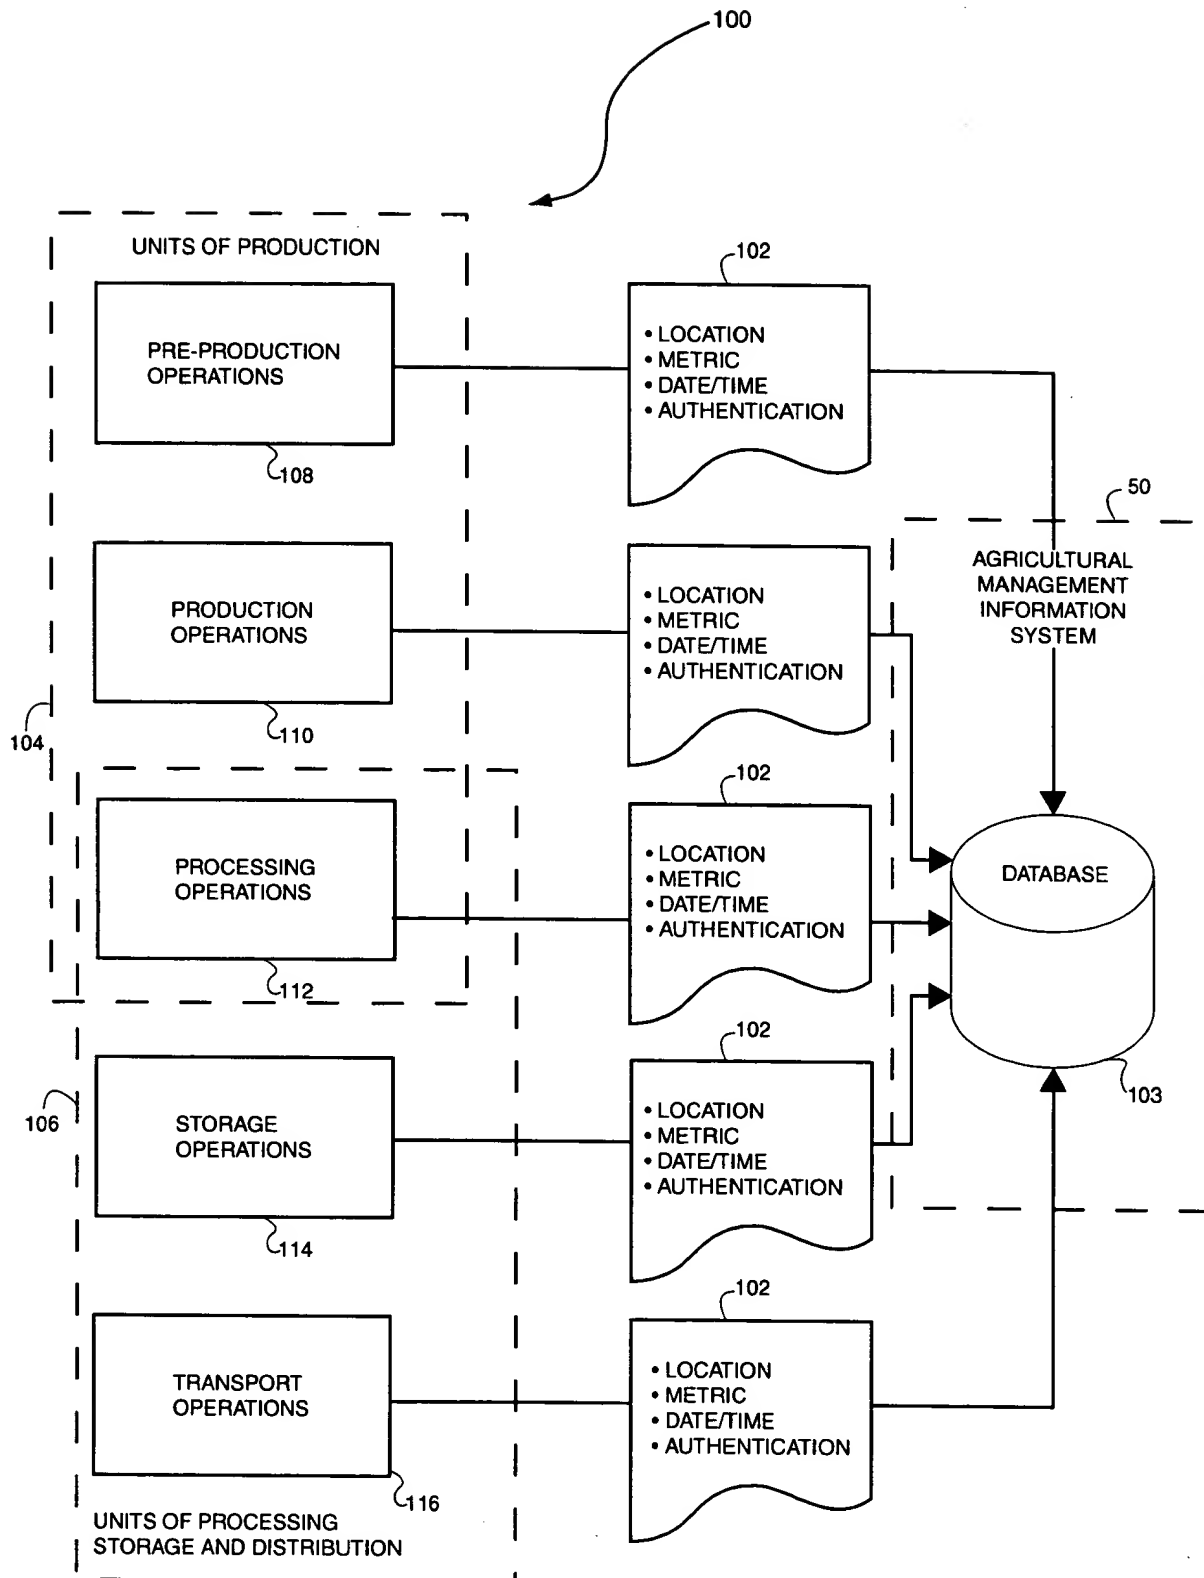 100
UNITS OF PRODUCTION
PRE-PRODUCTION
OPERATIONS
108
102
• LOCATION
• METRIC
• DATE/TIME
• AUTHENTICATION
50
AGRICULTURAL
MANAGEMENT
INFORMATION
SYSTEM
PRODUCTION
OPERATIONS
110
• LOCATION
• METRIC
• DATE/TIME
• AUTHENTICATION
104
PROCESSING
OPERATIONS
112
102
• LOCATION
• METRIC
• DATE/TIME
• AUTHENTICATION
DATABASE
103
106
STORAGE
OPERATIONS
114
102
• LOCATION
• METRIC
• DATE/TIME
• AUTHENTICATION
TRANSPORT
OPERATIONS
116
102
• LOCATION
• METRIC
• DATE/TIME
• AUTHENTICATION
UNITS OF PROCESSING
STORAGE AND DISTRIBUTION